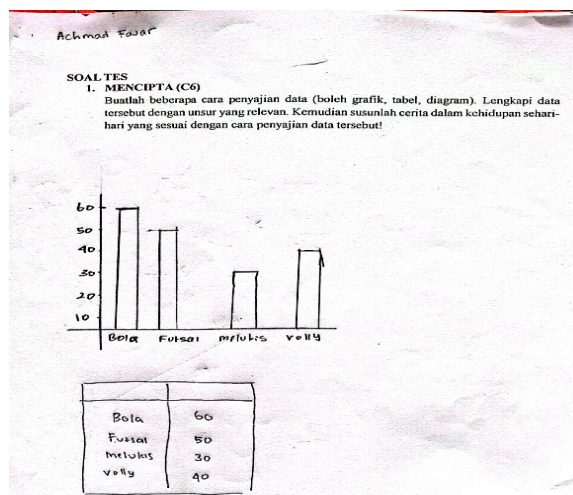 Achmad Fajar
SOAL TES
1. MENCIPTA (C6)
Buatlah beberapa cara penyajian data (boleh grafik, tabel, diagram). Lengkapi data
tersebut dengan unsur yang relevan. Kemudian susunlah cerita dalam kehidupan sehari-
hari yang sesuai dengan cara penyajian data tersebut!
60
50
40
30
20
10
Bola Futsal melukis volly
Bola 60
Futsal 50
melukis 30
volly 40